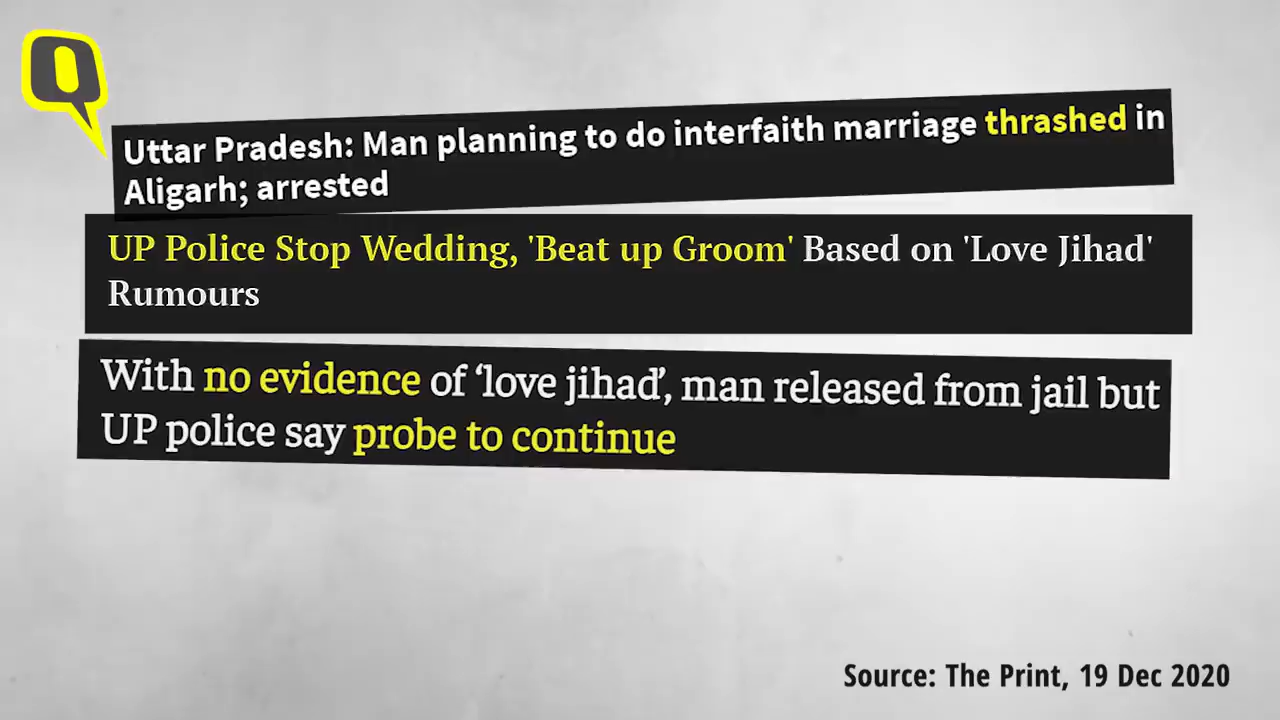 Q
Uttar Pradesh: Man planning to do interfaith marriage thrashed in
Aligarh; arrested
UP Police Stop Wedding, 'Beat up Groom' Based on 'Love Jihad'
Rumours
With no evidence of ‘love jihad’, man released from jail but
UP police say probe to continue
Source: The Print, 19 Dec 2020